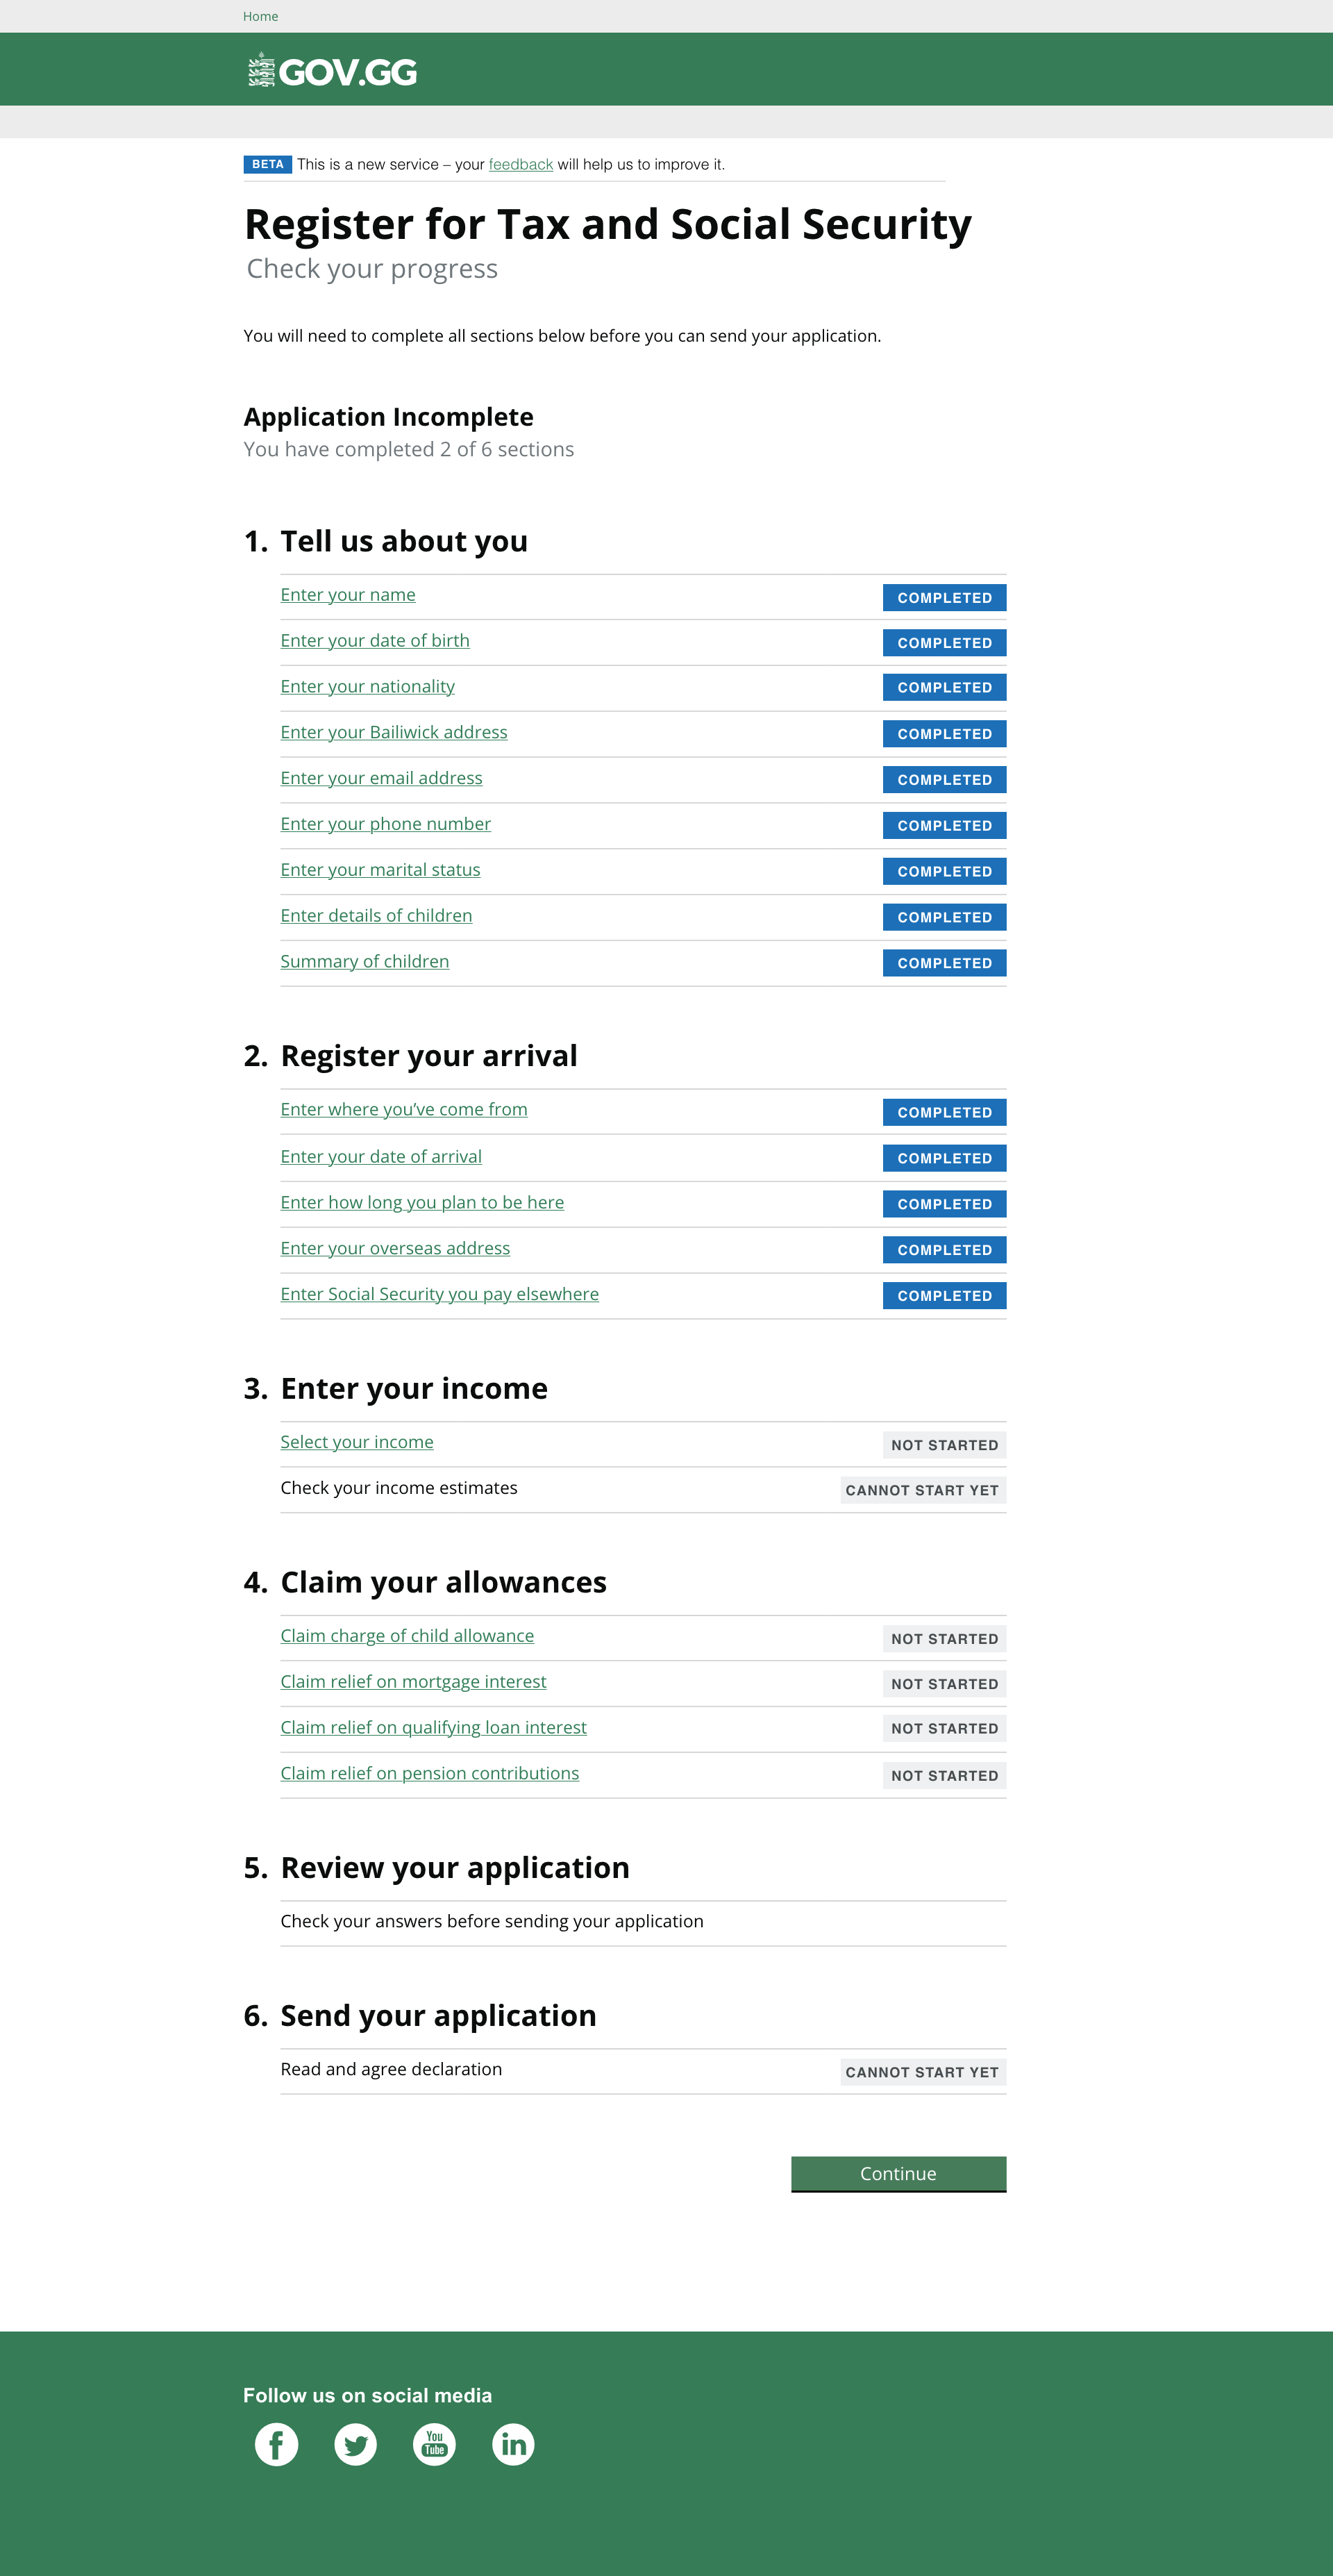 Home
GOV.GG
BETA This is a new service – your feedback will help us to improve it.
Register for Tax and Social Security
Check your progress
You will need to complete all sections below before you can send your application.
Application Incomplete
You have completed 2 of 6 sections
1. Tell us about you
Enter your name COMPLETED
Enter your date of birth COMPLETED
Enter your nationality COMPLETED
Enter your Bailiwick address COMPLETED
Enter your email address COMPLETED
Enter your phone number COMPLETED
Enter your marital status COMPLETED
Enter details of children COMPLETED
Summary of children COMPLETED
2. Register your arrival
Enter where you’ve come from COMPLETED
Enter your date of arrival COMPLETED
Enter how long you plan to be here COMPLETED
Enter your overseas address COMPLETED
Enter Social Security you pay elsewhere COMPLETED
3. Enter your income
Select your income NOT STARTED
Check your income estimates CANNOT START YET
4. Claim your allowances
Claim charge of child allowance NOT STARTED
Claim relief on mortgage interest NOT STARTED
Claim relief on qualifying loan interest NOT STARTED
Claim relief on pension contributions NOT STARTED
5. Review your application
Check your answers before sending your application
6. Send your application
Read and agree declaration CANNOT START YET
Continue
Follow us on social media
You
Tube
in